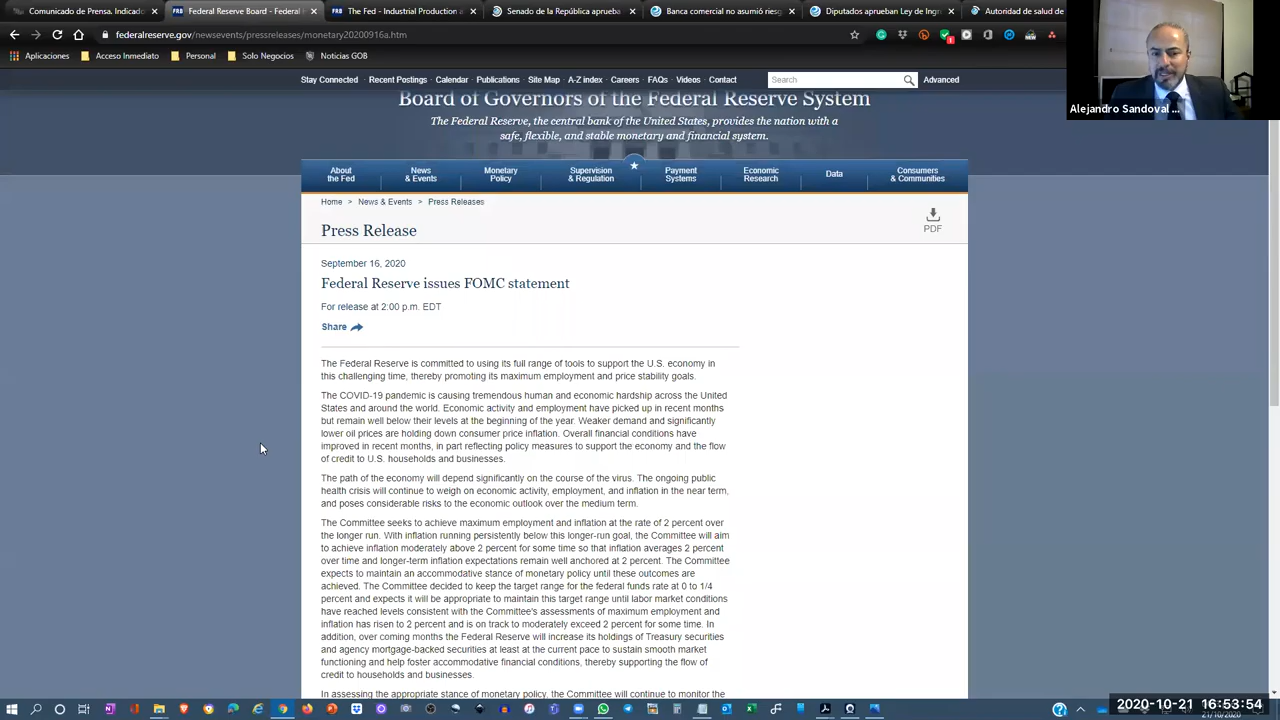 Comunicado de Prensa. Indicado
Federal Reserve Board - Federal
The Fed - Industrial Production a
Senado de la República aprueba
Banca comercial no asumió ries
Diputados aprueban Ley de Ingr
Autoridad de salud de
federalreserve.gov/newsevents/pressreleases/monetary20200916a.htm
Aplicaciones
Acceso Inmediato
Personal
Solo Negocios
Noticias GOB
Alejandro Sandoval ...
Stay Connected
Recent Postings
Calendar
Publications
Site Map
A-Z index
Careers
FAQs
Videos
Contact
Search
Advanced
Board of Governors of the Federal Reserve System
The Federal Reserve, the central bank of the United States, provides the nation with a
safe, flexible, and stable monetary and financial system.
About
the Fed
News
& Events
Monetary
Policy
Supervision
& Regulation
Payment
Systems
Economic
Research
Data
Consumers
& Communities
Home > News & Events > Press Releases
PDF
Press Release
September 16, 2020
Federal Reserve issues FOMC statement
For release at 2:00 p.m. EDT
Share
The Federal Reserve is committed to using its full range of tools to support the U.S. economy in
this challenging time, thereby promoting its maximum employment and price stability goals.
The COVID-19 pandemic is causing tremendous human and economic hardship across the United
States and around the world. Economic activity and employment have picked up in recent months
but remain well below their levels at the beginning of the year. Weaker demand and significantly
lower oil prices are holding down consumer price inflation. Overall financial conditions have
improved in recent months, in part reflecting policy measures to support the economy and the flow
of credit to U.S. households and businesses.
The path of the economy will depend significantly on the course of the virus. The ongoing public
health crisis will continue to weigh on economic activity, employment, and inflation in the near term,
and poses considerable risks to the economic outlook over the medium term.
The Committee seeks to achieve maximum employment and inflation at the rate of 2 percent over
the longer run. With inflation running persistently below this longer-run goal, the Committee will aim
to achieve inflation moderately above 2 percent for some time so that inflation averages 2 percent
over time and longer-term inflation expectations remain well anchored at 2 percent. The Committee
expects to maintain an accommodative stance of monetary policy until these outcomes are
achieved. The Committee decided to keep the target range for the federal funds rate at 0 to 1/4
percent and expects it will be appropriate to maintain this target range until labor market conditions
have reached levels consistent with the Committee's assessments of maximum employment and
inflation has risen to 2 percent and is on track to moderately exceed 2 percent for some time. In
addition, over coming months the Federal Reserve will increase its holdings of Treasury securities
and agency mortgage-backed securities at least at the current pace to sustain smooth market
functioning and help foster accommodative financial conditions, thereby supporting the flow of
credit to households and businesses.
In assessing the appropriate stance of monetary policy, the Committee will continue to monitor the
2020-10-21 16:53:54
21/10/2020